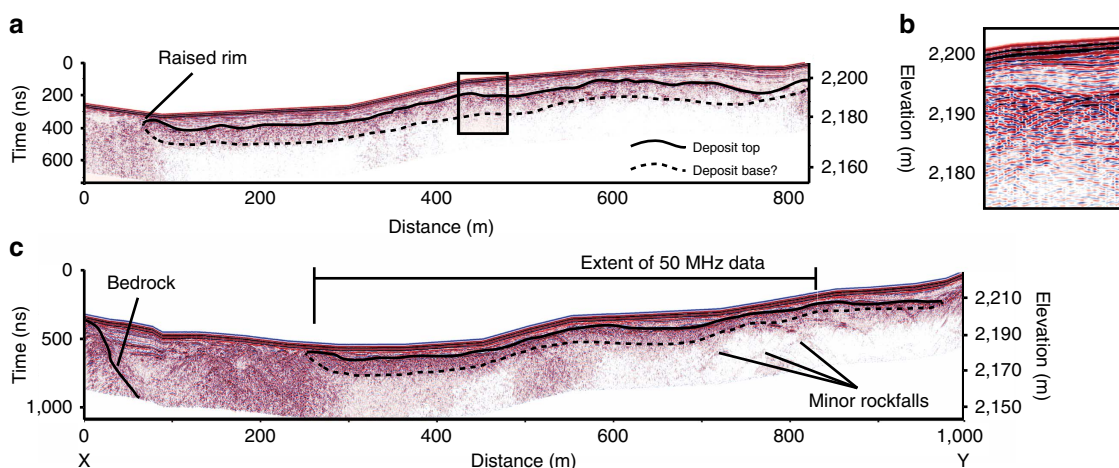 a
Raised rim
Time (ns)
0
200
400
600
2,200
2,180
2,160
Elevation (m)
Deposit top
Deposit base?
0
200
400
600
800
Distance (m)
b
2,200
2,190
2,180
Elevation (m)
c
Bedrock
Extent of 50 MHz data
Time (ns)
0
500
1,000
2,210
2,190
2,170
2,150
Elevation (m)
Minor rockfalls
0
200
400
600
800
1,000
X
Distance (m)
Y